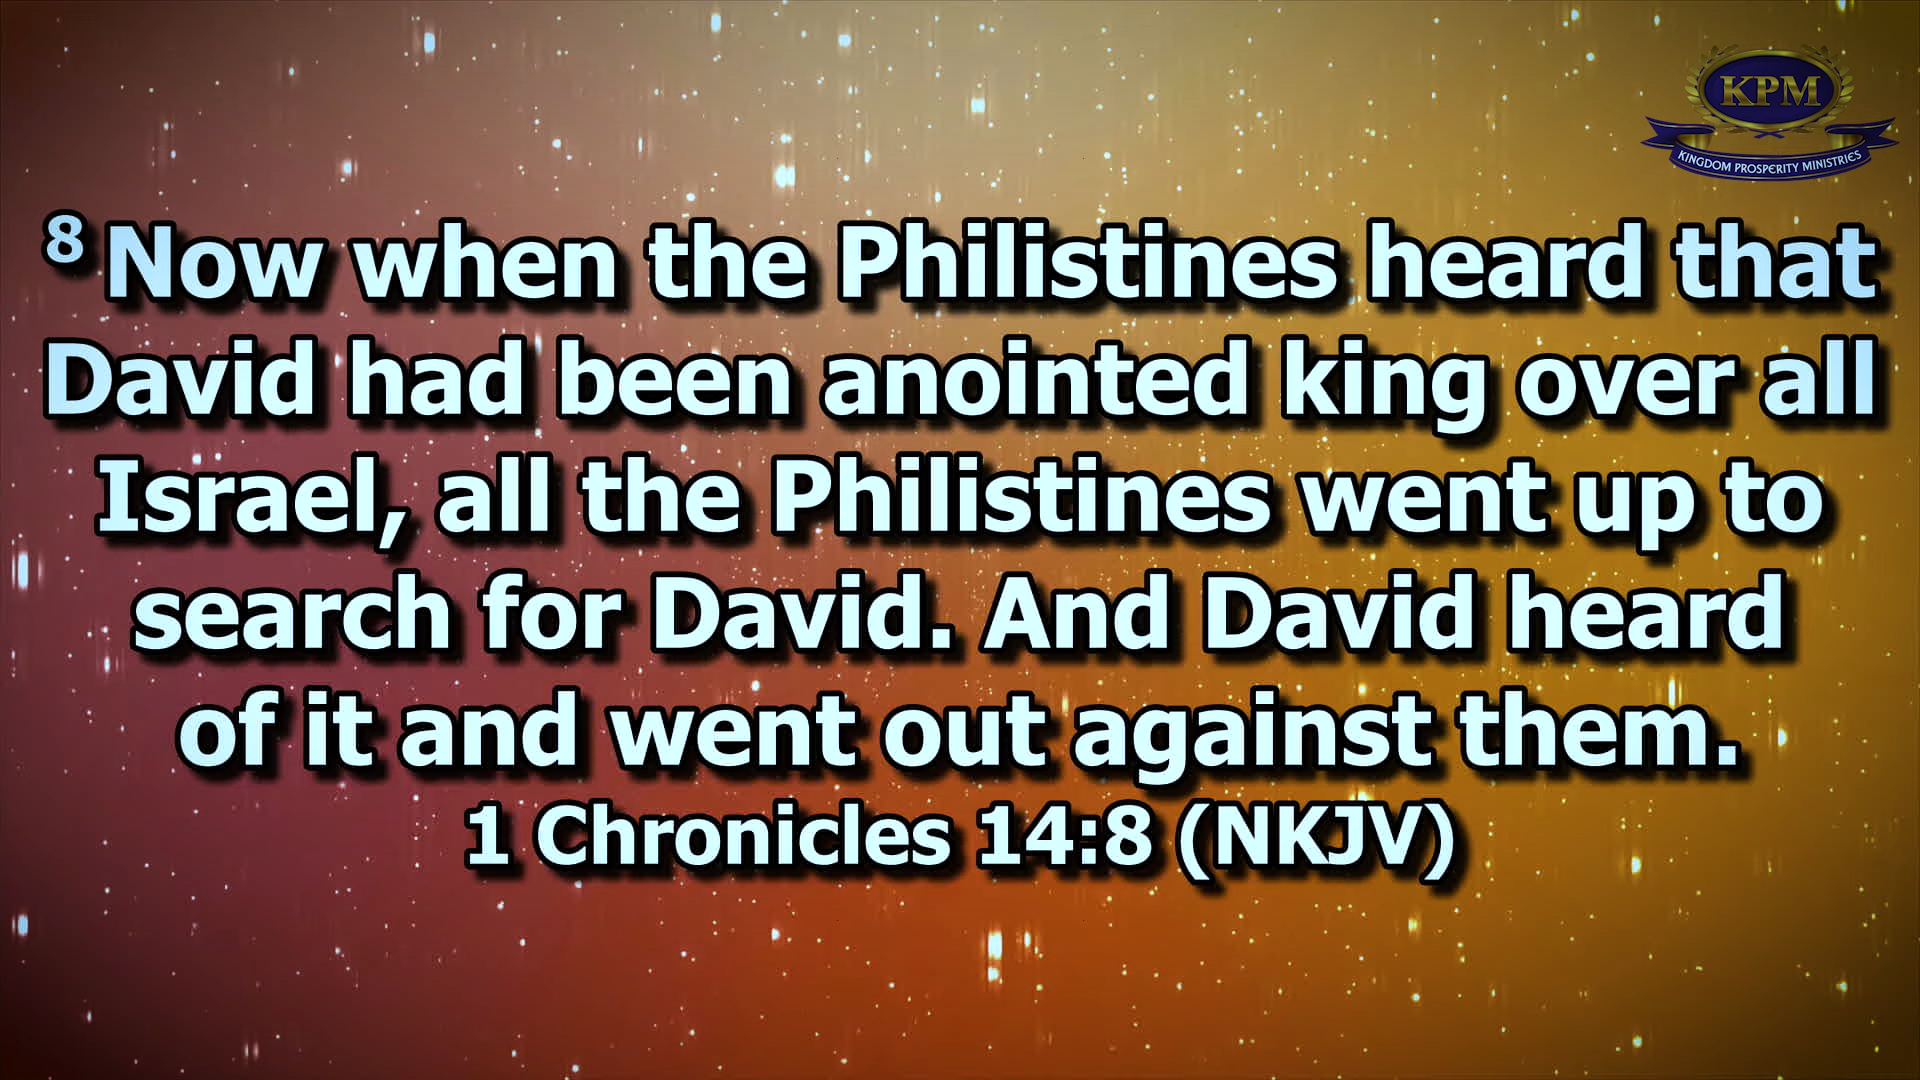 KPM
KINGDOM PROSPERITY MINISTRIES
8 Now when the Philistines heard that
David had been anointed king over all
Israel, all the Philistines went up to
search for David. And David heard
of it and went out against them.
1 Chronicles 14:8 (NKJV)